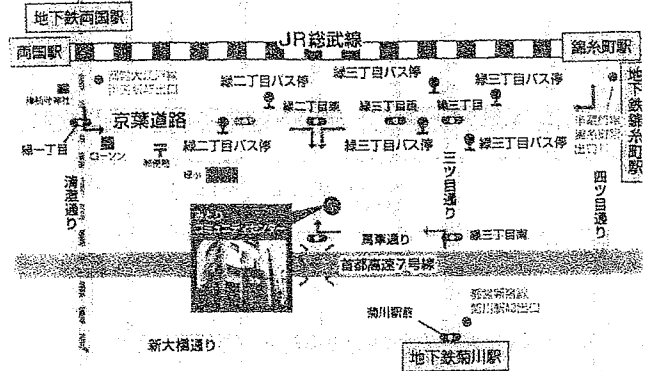 地下鉄両国駅
両国駅
JR総武線
錦糸町駅
緑二丁目バス停
緑三丁目バス停
緑三丁目バス停
地下鉄錦糸町駅
京葉道路
緑二丁目東
緑三丁目西
緑三丁目
緑一丁目
ローソン
郵便局
緑二丁目バス停
緑三丁目バス停
緑三丁目バス停
清澄通り
三ツ目通り
四ツ目通り
馬車通り
緑三丁目南
首都高速7号線
菊川駅前
新大橋通り
地下鉄菊川駅